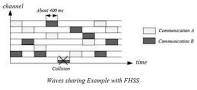 channel
About 400 ms
Communication A
Communication B
time
Collision
Waves sharing Example with FHSS